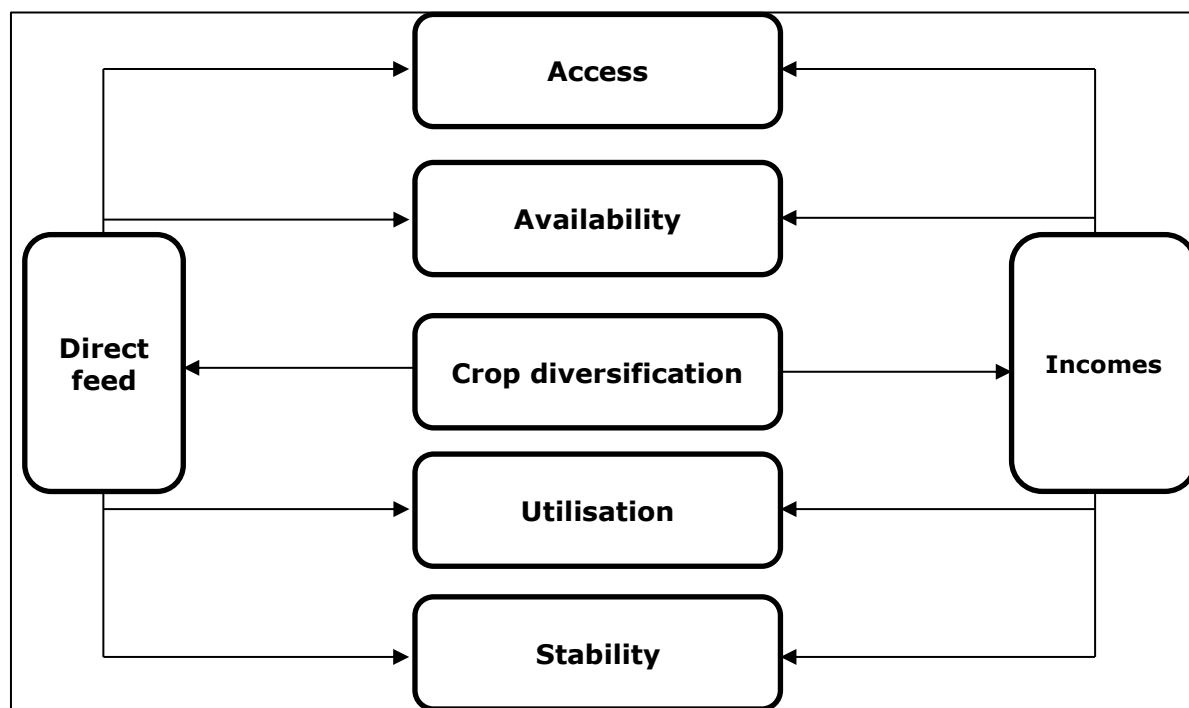 Access
Availability
Direct
feed
Crop diversification
Incomes
Utilisation
Stability